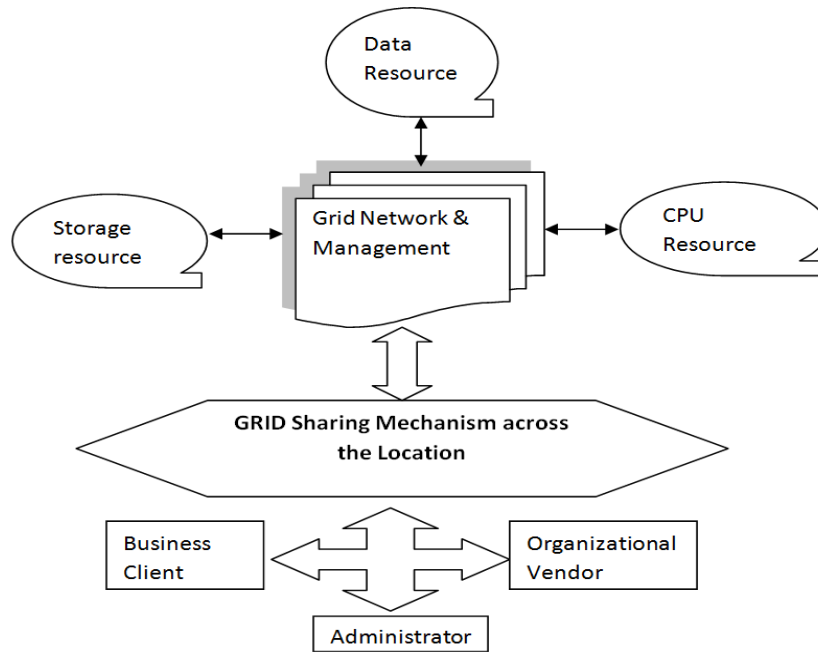 Data
Resource
Storage
resource
Grid Network &
Management
CPU
Resource
GRID Sharing Mechanism across
the Location
Business
Client
Organizational
Vendor
Administrator